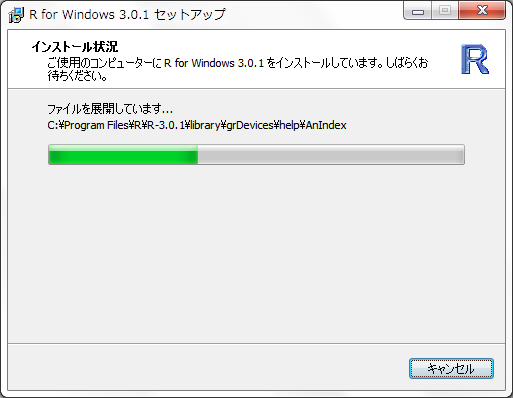 R for Windows 3.0.1 セットアップ
インストール状況
ご使用のコンピューターに R for Windows 3.0.1 をインストールしています。しばらくお
待ちください。
R
ファイルを展開しています...
C:¥Program Files¥R¥R-3.0.1¥library¥grDevices¥help¥AnIndex
キャンセル